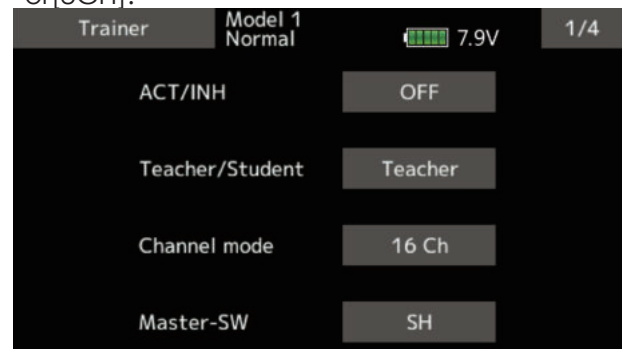 Trainer Model 1 Normal 7.9V 1/4
ACT/INH OFF
Teacher/Student Teacher
Channel mode 16 Ch
Master-SW SH